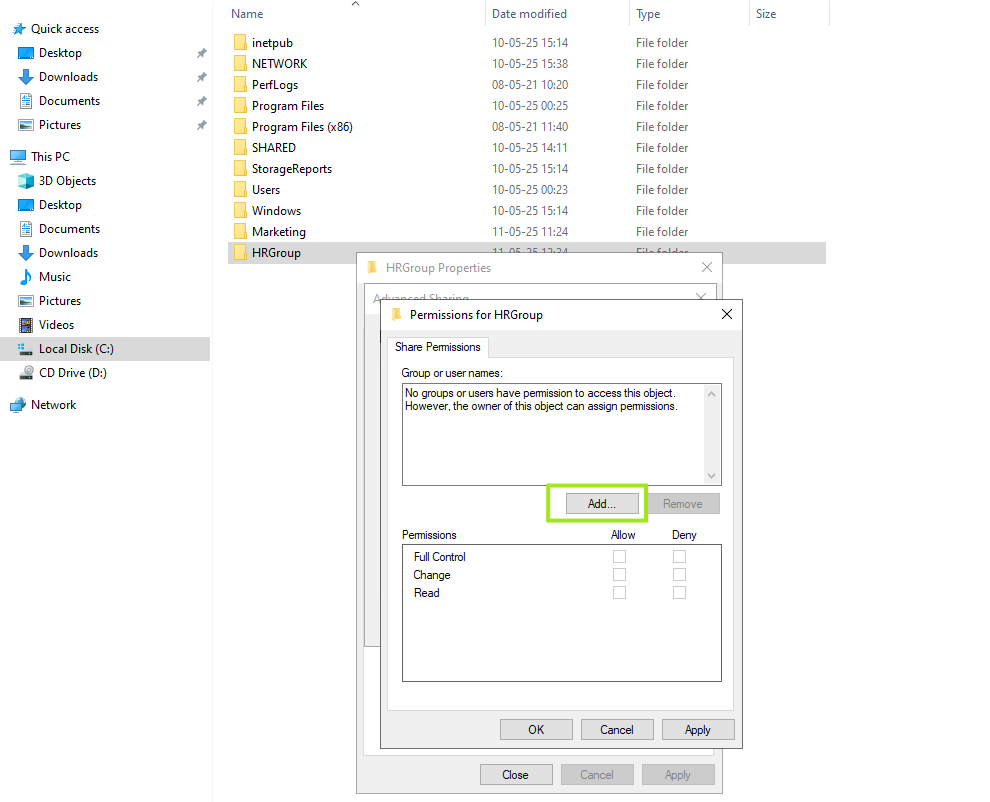 Quick access
Desktop
Downloads
Documents
Pictures
This PC
3D Objects
Desktop
Documents
Downloads
Music
Pictures
Videos
Local Disk (C:)
CD Drive (D:)
Network
Name Date modified Type Size
inetpub 10-05-25 15:14 File folder
NETWORK 10-05-25 15:38 File folder
PerfLogs 08-05-21 10:20 File folder
Program Files 10-05-25 00:25 File folder
Program Files (x86) 08-05-21 11:40 File folder
SHARED 10-05-25 14:11 File folder
StorageReports 10-05-25 15:14 File folder
Users 10-05-25 00:23 File folder
Windows 10-05-25 15:14 File folder
Marketing 11-05-25 11:24 File folder
HRGroup 11-05-25 12:34 File folder
HRGroup Properties
Advanced Sharing
Permissions for HRGroup
Share Permissions
Group or user names:
No groups or users have permission to access this object.
However, the owner of this object can assign permissions.
Add... Remove
Permissions Allow Deny
Full Control
Change
Read
OK Cancel Apply
Close Cancel Apply